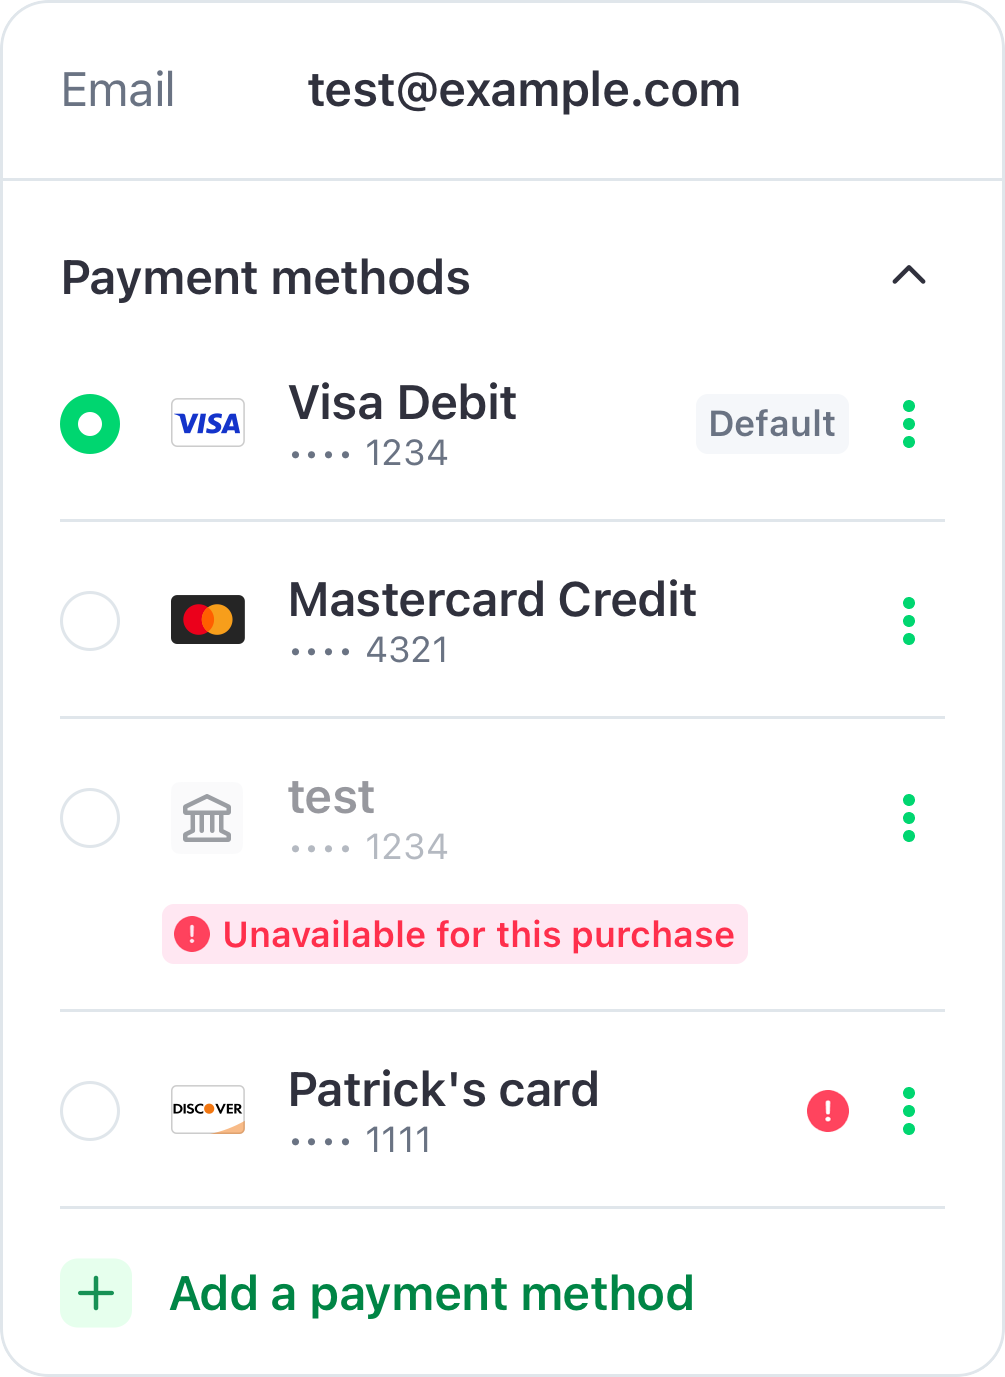 Email test@example.com
Payment methods
VISA Visa Debit Default
•••• 1234
Mastercard Credit
•••• 4321
test
•••• 1234
! Unavailable for this purchase
DISCOVER Patrick's card !
•••• 1111
+ Add a payment method